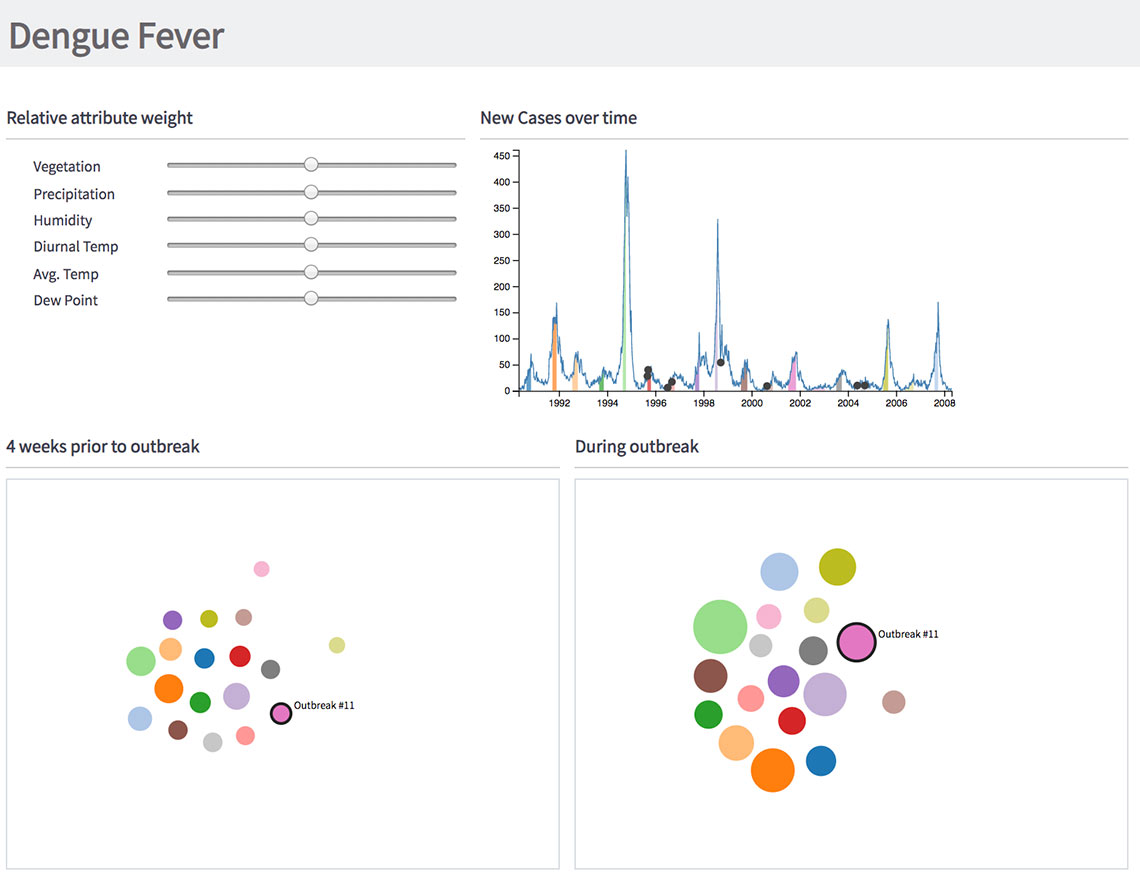 Dengue Fever
Relative attribute weight
Vegetation
Precipitation
Humidity
Diurnal Temp
Avg. Temp
Dew Point
New Cases over time
450
400
350
300
250
200
150
100
50
0
1992 1994 1996 1998 2000 2002 2004 2006 2008
4 weeks prior to outbreak
Outbreak #11
During outbreak
Outbreak #11